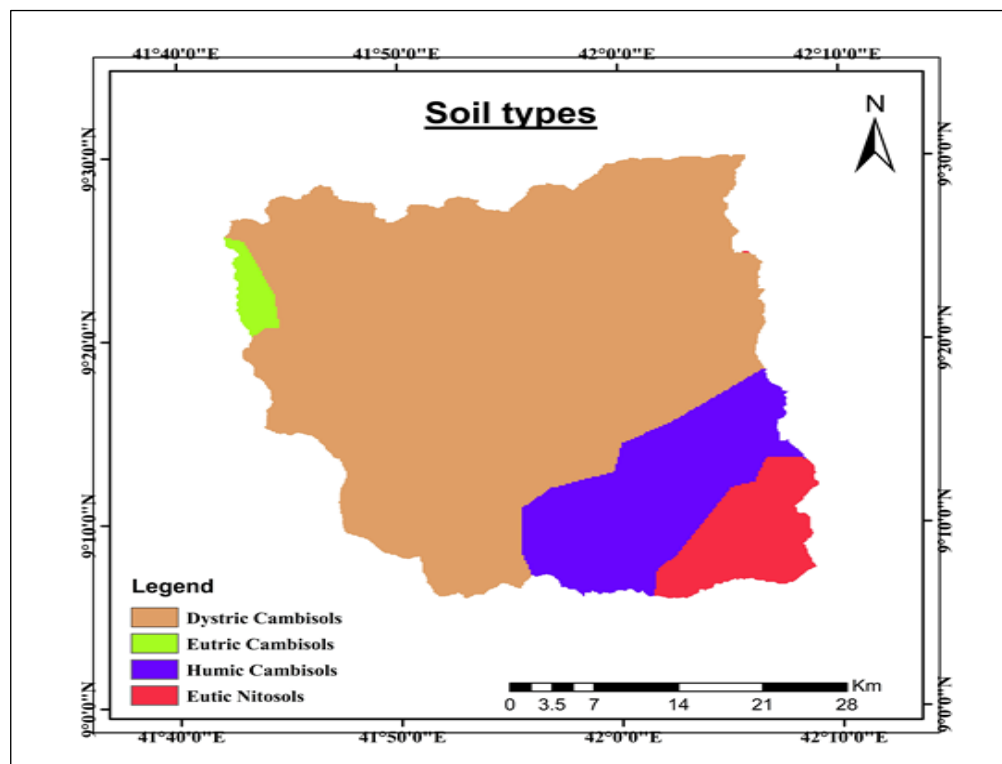 41°40'0"E 41°50'0"E 42°0'0"E 42°10'0"E
Soil types
N
9°30'0"N
9°30'0"N
9°20'0"N
9°20'0"N
9°10'0"N
9°10'0"N
9°0'0"N
9°0'0"N
Legend
Dystric Cambisols
Eutric Cambisols
Humic Cambisols
Eutic Nitosols
Km
0 3.5 7 14 21 28
41°40'0"E 41°50'0"E 42°0'0"E 42°10'0"E